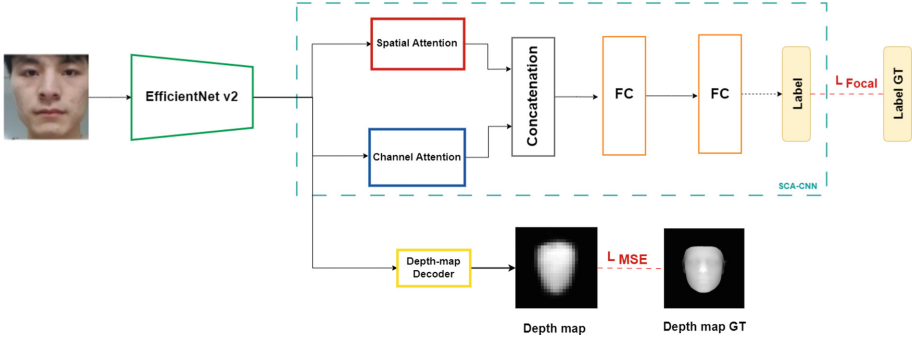 EfficientNet v2
Spatial Attention
Channel Attention
Concatenation
FC
FC
Label
L Focal
Label GT
SCA-CNN
Depth-map
Decoder
L MSE
Depth map
Depth map GT